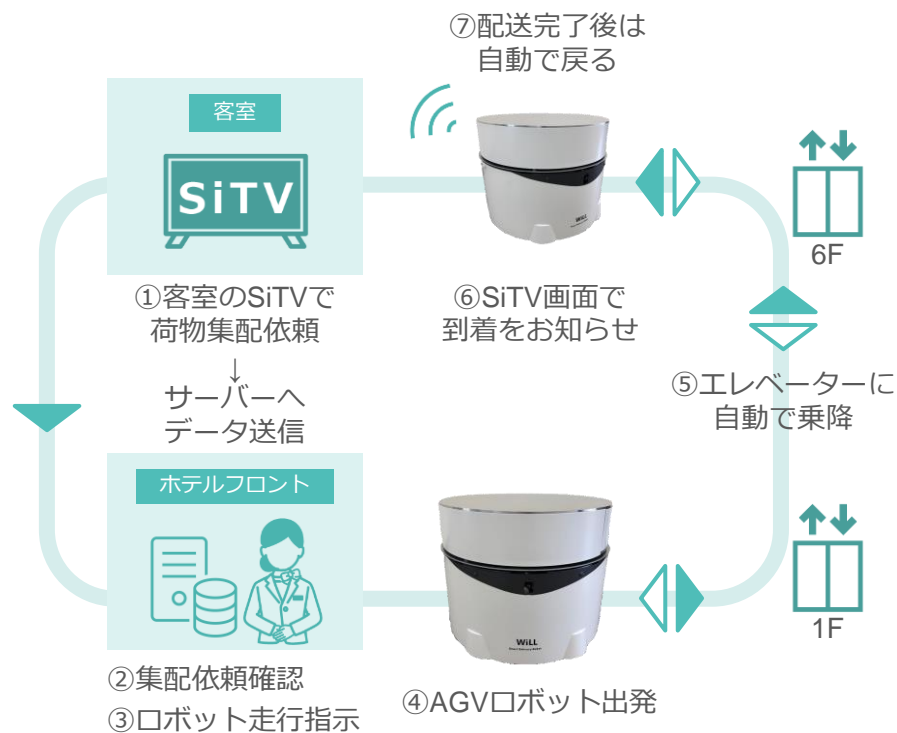 ⑦配送完了後は
自動で戻る
客室
SiTV
WiLL
6F
①客室のSiTVで
荷物集配依頼
↓
サーバーへ
データ送信
⑥SiTV画面で
到着をお知らせ
⑤エレベーターに
自動で乗降
ホテルフロント
WiLL
1F
②集配依頼確認
③ロボット走行指示
④AGVロボット出発